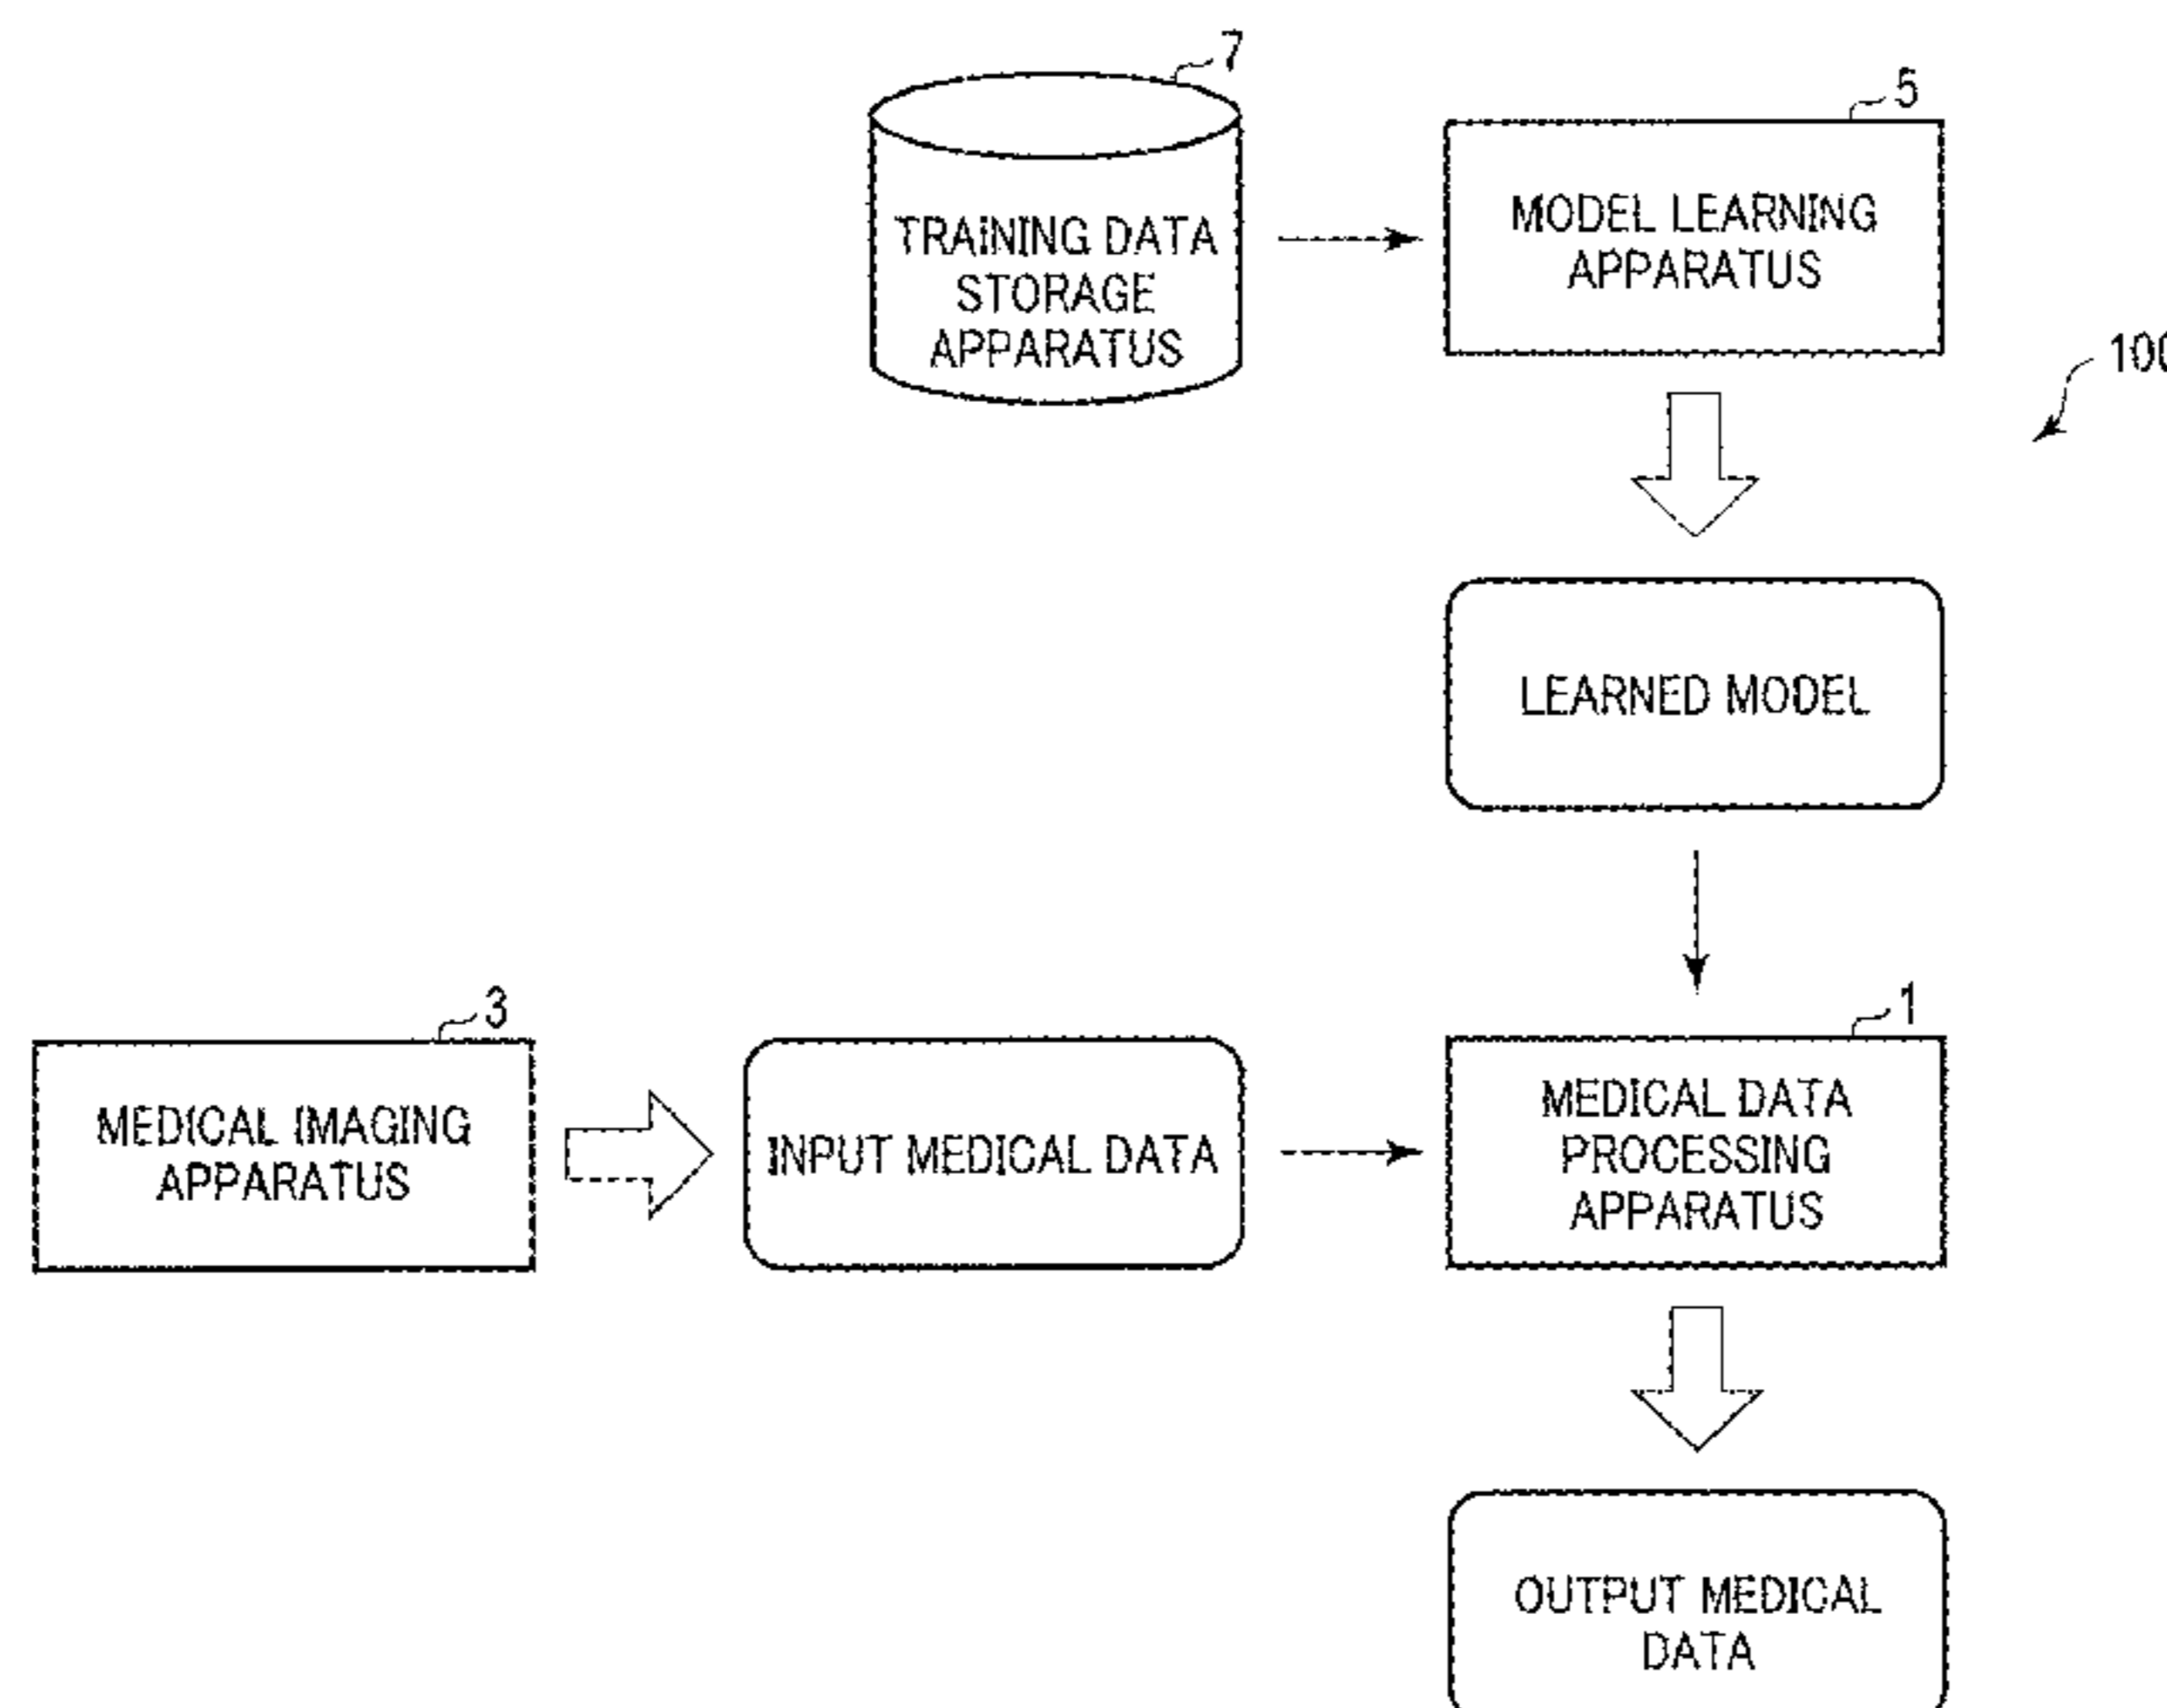 7
5
TRAINING DATA
STORAGE
APPARATUS
MODEL LEARNING
APPARATUS
100
LEARNED MODEL
3
1
MEDICAL IMAGING
APPARATUS
INPUT MEDICAL DATA
MEDICAL DATA
PROCESSING
APPARATUS
OUTPUT MEDICAL
DATA